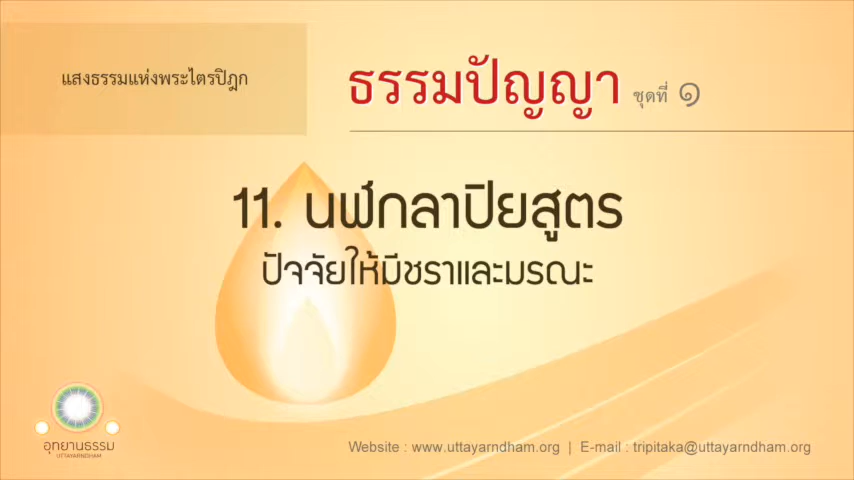 แสงธรรมแห่งพระไตรปิฎก
ธรรมปัญญา ชุดที่ ๑
11. นฬกลาปิยสูตร
ปัจจัยให้มีชราและมรณะ
อุทยานธรรม
UTTAYARNDHAM
Website : www.uttayarndham.org | E-mail : tripitaka@uttayarndham.org